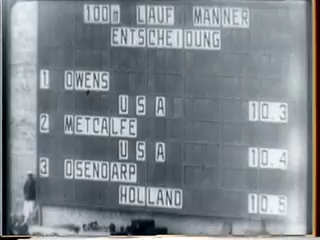 100m LAUF MANNER
ENTSCHEIDUNG
1 OWENS
USA 10.3
2 METCALFE
USA 10.4
3 OSENDARP
HOLLAND 10.5